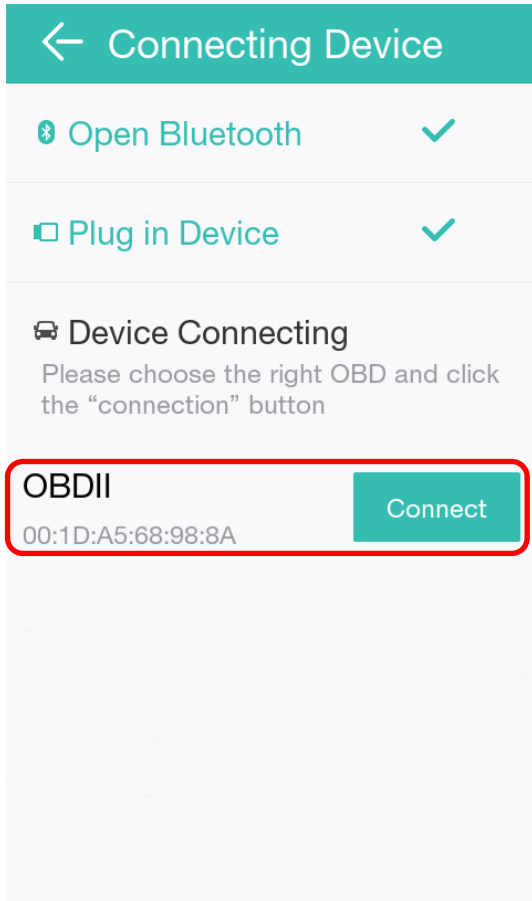 Connecting Device
Open Bluetooth
Plug in Device
Device Connecting
Please choose the right OBD and click
the “connection” button
OBDII
Connect
00:1D:A5:68:98:8A